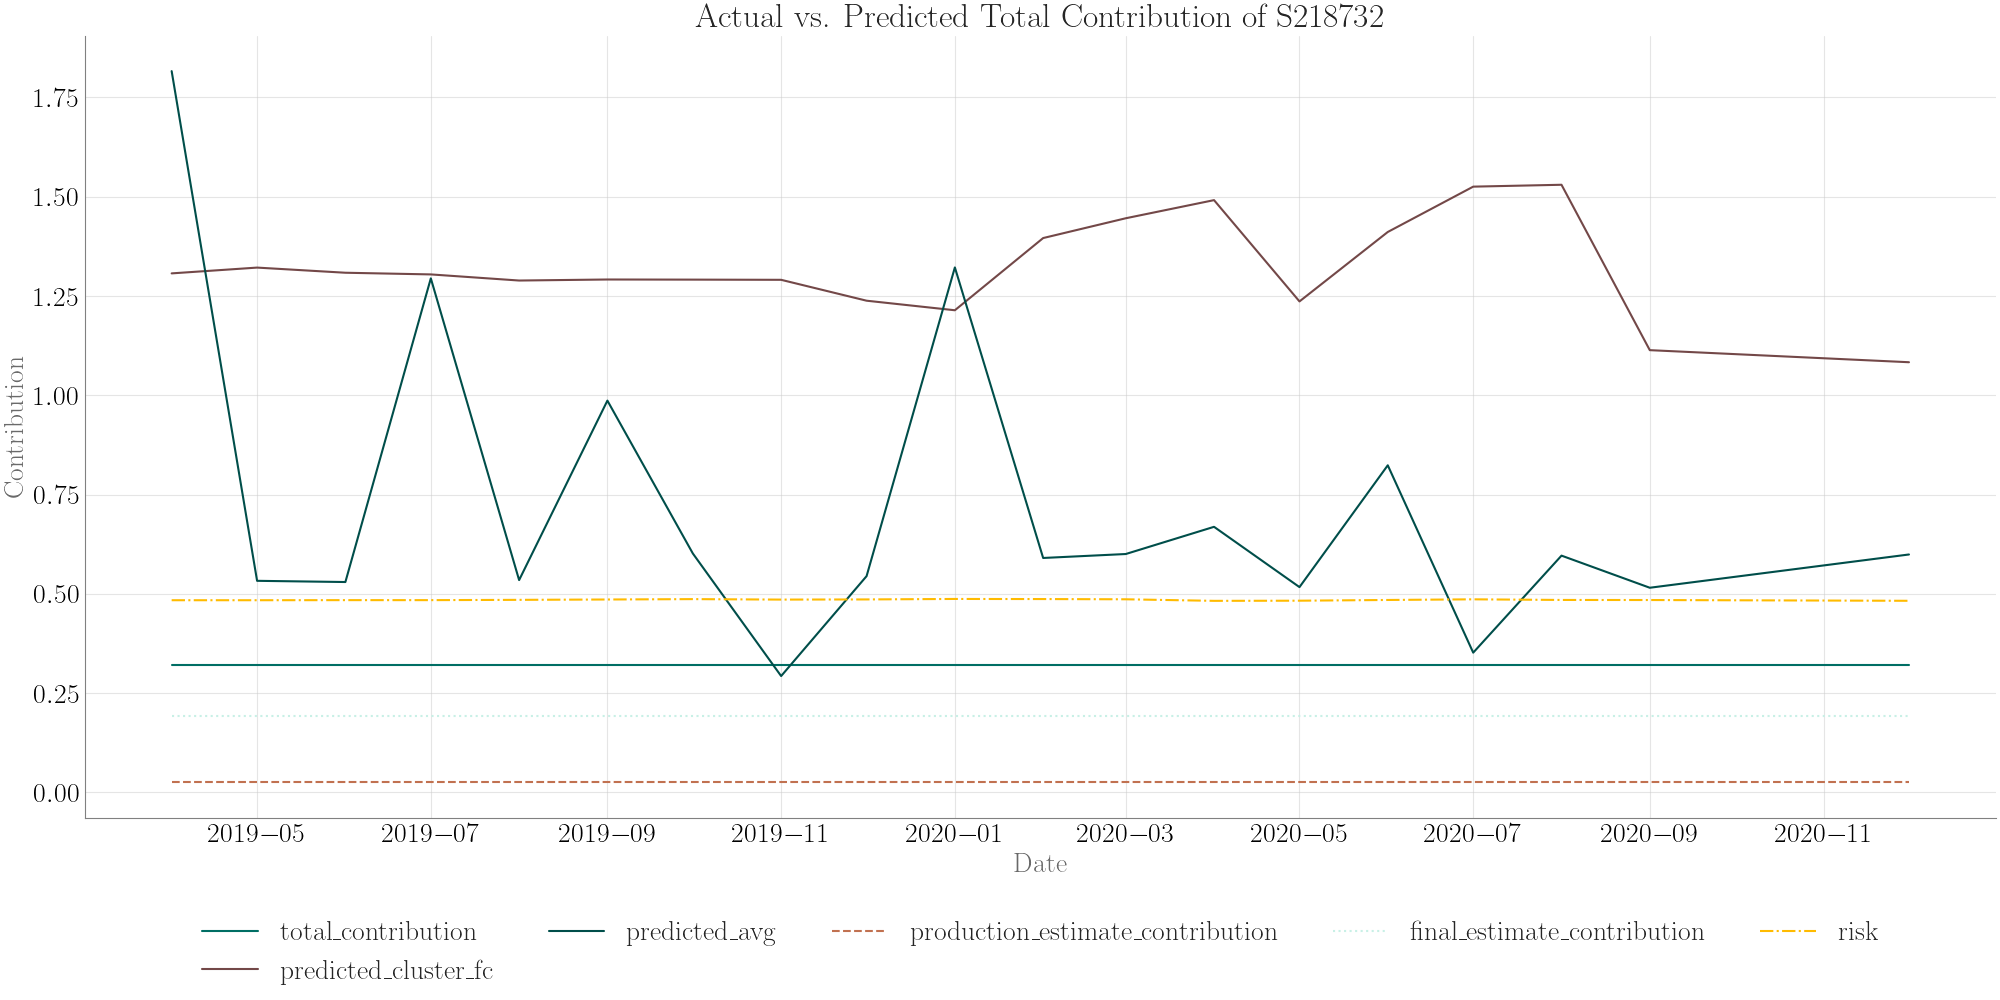 Actual vs. Predicted Total Contribution of S218732
Contribution
1.75
1.50
1.25
1.00
0.75
0.50
0.25
0.00
2019–05 2019–07 2019–09 2019–11 2020–01 2020–03 2020–05 2020–07 2020–09 2020–11
Date
total_contribution predicted_avg production_estimate_contribution final_estimate_contribution risk
predicted_cluster_fc